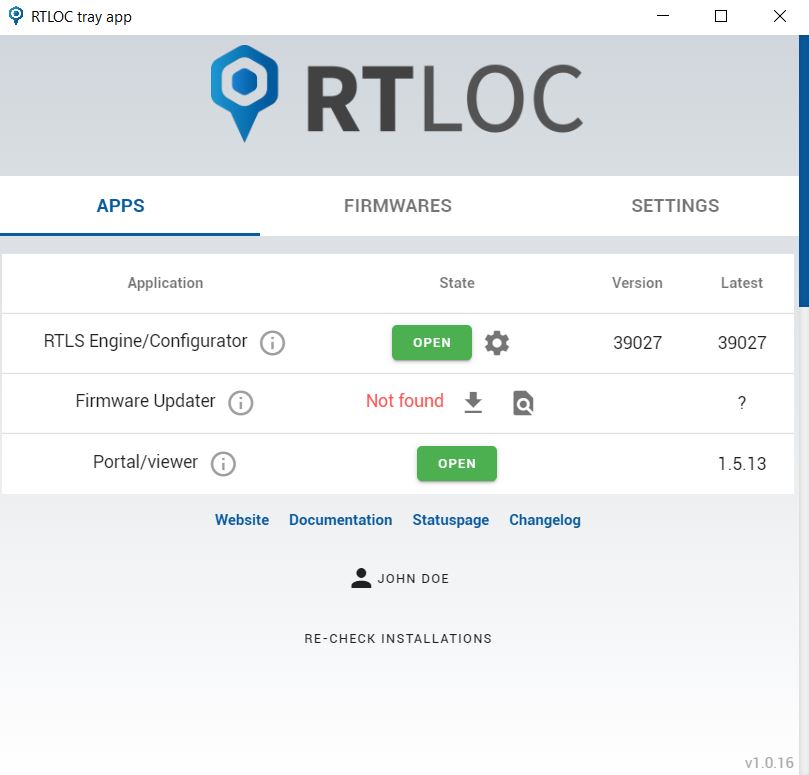 RTLOC tray app
RTLOC
APPS FIRMWARES SETTINGS
Application State Version Latest
RTLS Engine/Configurator OPEN 39027 39027
Firmware Updater Not found ?
Portal/viewer OPEN 1.5.13
Website Documentation Statuspage Changelog
JOHN DOE
RE-CHECK INSTALLATIONS
v1.0.16